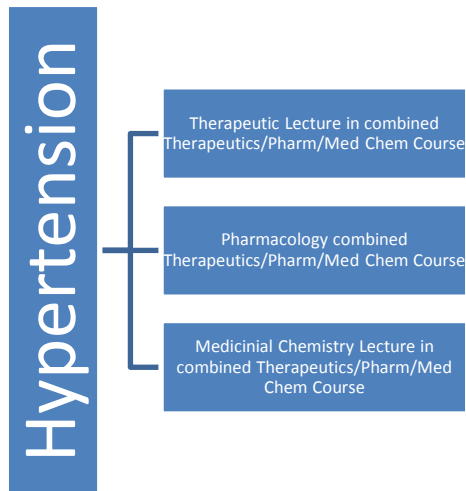 Hypertension
Therapeutic Lecture in combined
Therapeutics/Pharm/Med Chem Course
Pharmacology combined
Therapeutics/Pharm/Med Chem Course
Medicinial Chemistry Lecture in
combined Therapeutics/Pharm/Med
Chem Course